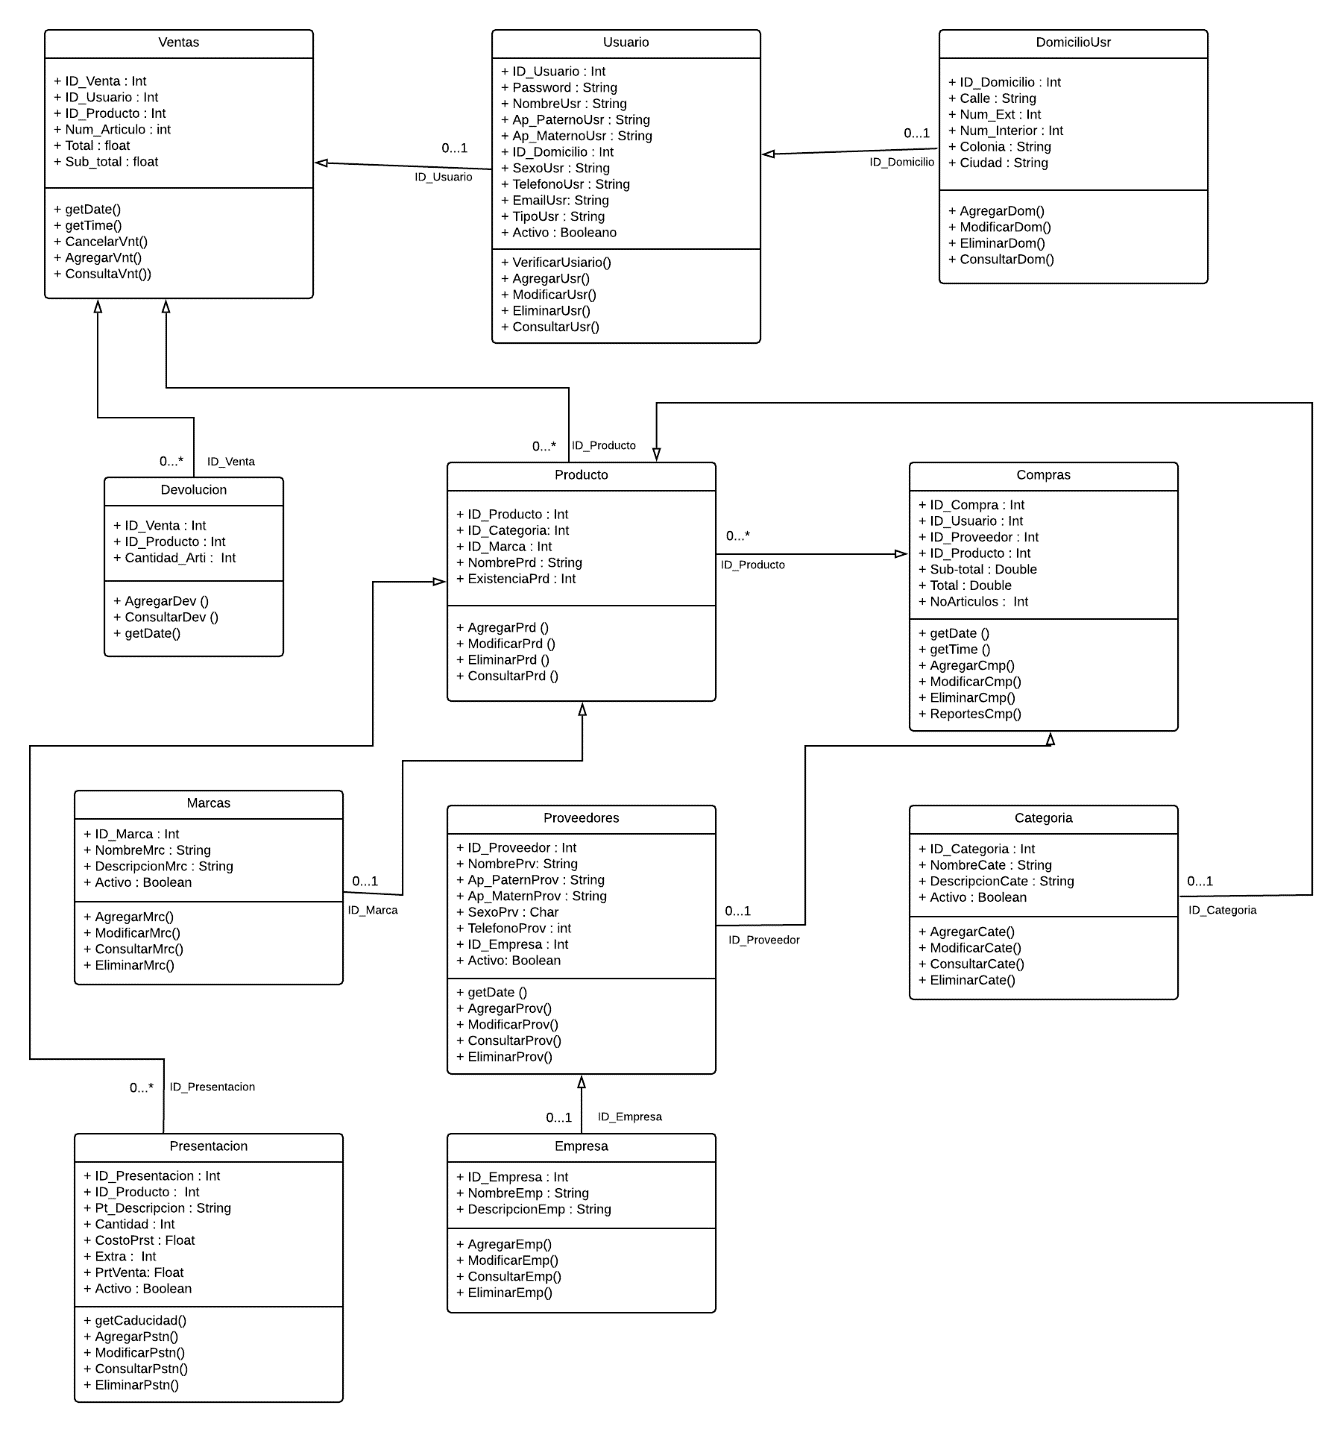 Ventas
+ ID_Venta : Int
+ ID_Usuario : Int
+ ID_Producto : Int
+ Num_Articulo : int
+ Total : float
+ Sub_total : float
+ getDate()
+ getTime()
+ CancelarVnt()
+ AgregarVnt()
+ ConsultaVnt())
0...1
ID_Usuario
Usuario
+ ID_Usuario : Int
+ Password : String
+ NombreUsr : String
+ Ap_PaternoUsr : String
+ Ap_MaternoUsr : String
+ ID_Domicilio : Int
+ SexoUsr : String
+ TelefonoUsr : String
+ EmailUsr: String
+ TipoUsr : String
+ Activo : Booleano
+ VerificarUsiario()
+ AgregarUsr()
+ ModificarUsr()
+ EliminarUsr()
+ ConsultarUsr()
0...1
ID_Domicilio
DomicilioUsr
+ ID_Domicilio : Int
+ Calle : String
+ Num_Ext : Int
+ Num_Interior : Int
+ Colonia : String
+ Ciudad : String
+ AgregarDom()
+ ModificarDom()
+ EliminarDom()
+ ConsultarDom()
0...* ID_Venta
Devolucion
+ ID_Venta : Int
+ ID_Producto : Int
+ Cantidad_Arti : Int
+ AgregarDev ()
+ ConsultarDev ()
+ getDate()
0...* ID_Producto
Producto
+ ID_Producto : Int
+ ID_Categoria: Int
+ ID_Marca : Int
+ NombrePrd : String
+ ExistenciaPrd : Int
+ AgregarPrd ()
+ ModificarPrd ()
+ EliminarPrd ()
+ ConsultarPrd ()
0...*
ID_Producto
Compras
+ ID_Compra : Int
+ ID_Usuario : Int
+ ID_Proveedor : Int
+ ID_Producto : Int
+ Sub-total : Double
+ Total : Double
+ NoArticulos : Int
+ getDate ()
+ getTime ()
+ AgregarCmp()
+ ModificarCmp()
+ EliminarCmp()
+ ReportesCmp()
Marcas
+ ID_Marca : Int
+ NombreMrc : String
+ DescripcionMrc : String
+ Activo : Boolean
+ AgregarMrc()
+ ModificarMrc()
+ ConsultarMrc()
+ EliminarMrc()
0...1
ID_Marca
Proveedores
+ ID_Proveedor : Int
+ NombrePrv: String
+ Ap_PaternProv : String
+ Ap_MaternProv : String
+ SexoPrv : Char
+ TelefonoProv : int
+ ID_Empresa : Int
+ Activo: Boolean
+ getDate ()
+ AgregarProv()
+ ModificarProv()
+ ConsultarProv()
+ EliminarProv()
0...1
ID_Proveedor
Categoria
+ ID_Categoria : Int
+ NombreCate : String
+ DescripcionCate : String
+ Activo : Boolean
+ AgregarCate()
+ ModificarCate()
+ ConsultarCate()
+ EliminarCate()
0...1
ID_Categoria
0...* ID_Presentacion
Presentacion
+ ID_Presentacion : Int
+ ID_Producto : Int
+ Pt_Descripcion : String
+ Cantidad : Int
+ CostoPrst : Float
+ Extra : Int
+ PrtVenta: Float
+ Activo : Boolean
+ getCaducidad()
+ AgregarPstn()
+ ModificarPstn()
+ ConsultarPstn()
+ EliminarPstn()
0...1 ID_Empresa
Empresa
+ ID_Empresa : Int
+ NombreEmp : String
+ DescripcionEmp : String
+ AgregarEmp()
+ ModificarEmp()
+ ConsultarEmp()
+ EliminarEmp()